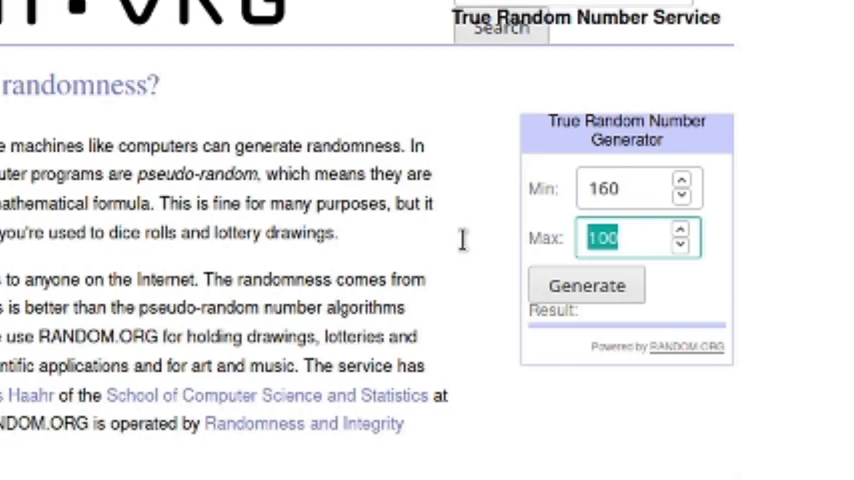 True Random Number Service
Search
randomness?
True Random Number
Generator
machines like computers can generate randomness. In
programs are pseudo-random, which means they are
mathematical formula. This is fine for many purposes, but it
you're used to dice rolls and lottery drawings.
Min: 160
Max: 100
Generate
Result:
Powered by RANDOM.ORG
to anyone on the Internet. The randomness comes from
is better than the pseudo-random number algorithms
use RANDOM.ORG for holding drawings, lotteries and
applications and for art and music. The service has
Haahr of the School of Computer Science and Statistics at
RANDOM.ORG is operated by Randomness and Integrity